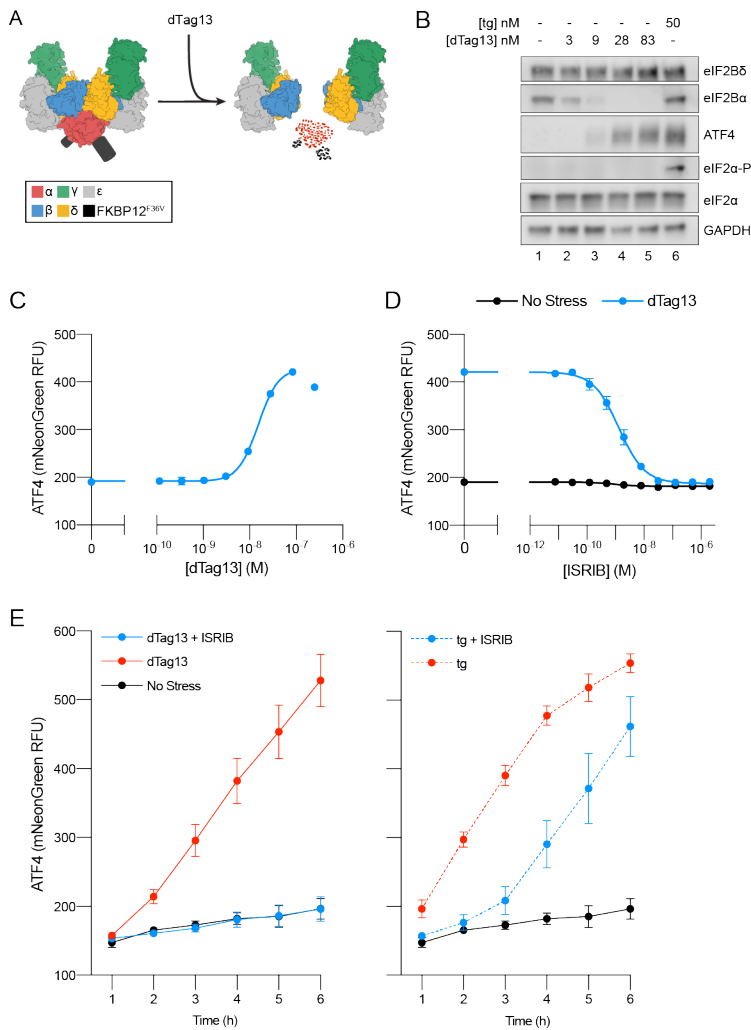 A
dTag13
α γ ε
β δ FKBP12F36V
B
[tg] nM - - - - - 50
[dTag13] nM - 3 9 28 83 -
eIF2Bδ
eIF2Bα
ATF4
eIF2α-P
eIF2α
GAPDH
1 2 3 4 5 6
C
ATF4 (mNeonGreen RFU)
500
400
300
200
100
0 10-10 10-9 10-8 10-7 10-6
[dTag13] (M)
D
No Stress dTag13
ATF4 (mNeonGreen RFU)
500
400
300
200
100
0 10-12 10-10 10-8 10-6
[ISRIB] (M)
E
ATF4 (mNeonGreen RFU)
600
500
400
300
200
100
dTag13 + ISRIB
dTag13
No Stress
1 2 3 4 5 6
Time (h)
tg + ISRIB
tg
1 2 3 4 5 6
Time (h)